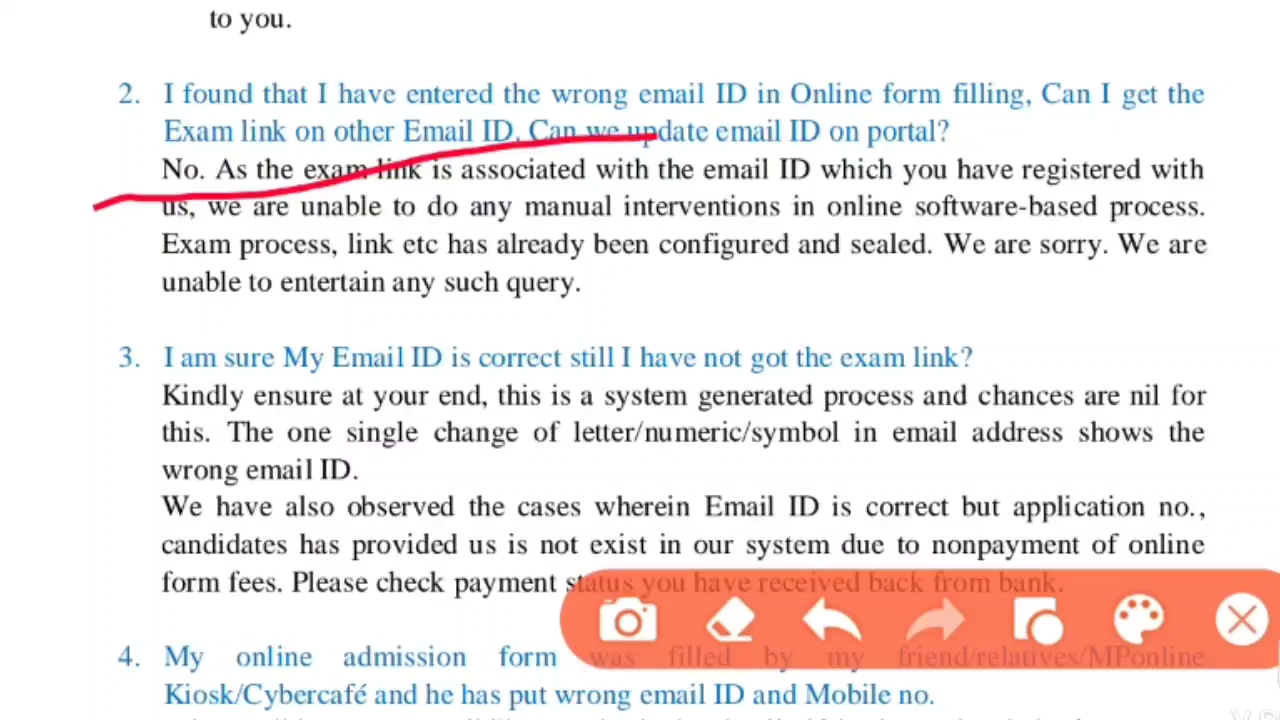 to you.
2. I found that I have entered the wrong email ID in Online form filling, Can I get the
Exam link on other Email ID. Can we update email ID on portal?
No. As the exam link is associated with the email ID which you have registered with
us, we are unable to do any manual interventions in online software-based process.
Exam process, link etc has already been configured and sealed. We are sorry. We are
unable to entertain any such query.
3. I am sure My Email ID is correct still I have not got the exam link?
Kindly ensure at your end, this is a system generated process and chances are nil for
this. The one single change of letter/numeric/symbol in email address shows the
wrong email ID.
We have also observed the cases wherein Email ID is correct but application no.,
candidates has provided us is not exist in our system due to nonpayment of online
form fees. Please check payment status you have received back from bank.
4. My online admission form was filled by my friend/relatives/MPonline
Kiosk/Cybercafé and he has put wrong email ID and Mobile no.